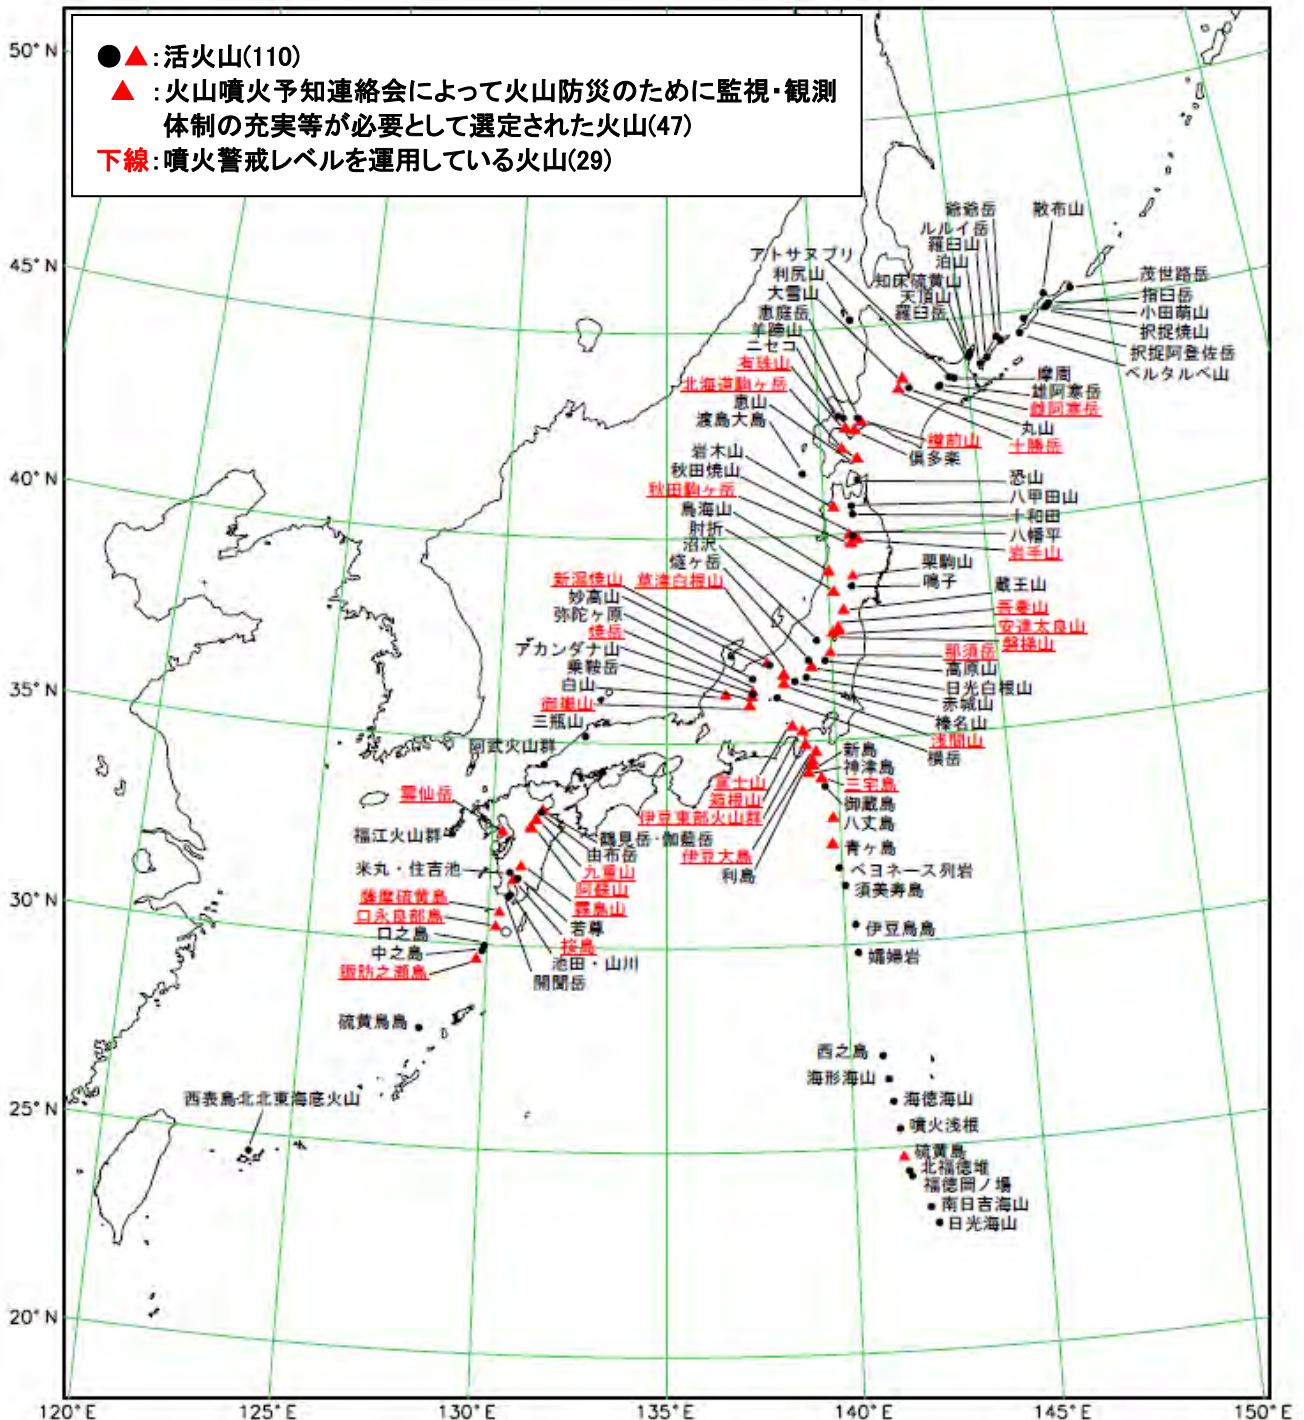 ●▲：活火山(110)
▲：火山噴火予知連絡会によって火山防災のために監視・観測
体制の充実等が必要として選定された火山(47)
下線：噴火警戒レベルを運用している火山(29)
50° N
45° N
40° N
35° N
30° N
25° N
20° N
120° E
125° E
130° E
135° E
140° E
145° E
150° E
爺爺岳
散布山
ルルイ岳
羅臼山
泊山
アトサヌプリ
利尻山
知床硫黄山
大雪山
天頂山
羅臼岳
恵庭岳
羊蹄山
ニセコ
有珠山
北海道駒ヶ岳
恵山
渡島大島
茂世路岳
指臼岳
小田萌山
択捉焼山
択捉阿登佐岳
ベルタルベ山
摩周
雄阿寒岳
雌阿寒岳
丸山
十勝岳
樽前山
倶多楽
岩木山
秋田焼山
秋田駒ヶ岳
鳥海山
肘折
沼沢
燧ヶ岳
草津白根山
新潟焼山
妙高山
弥陀ヶ原
焼岳
アカンダナ山
乗鞍岳
白山
御嶽山
三瓶山
阿武火山群
恐山
八甲田山
十和田
八幡平
岩手山
栗駒山
鳴子
蔵王山
吾妻山
安達太良山
磐梯山
那須岳
高原山
日光白根山
赤城山
榛名山
浅間山
横岳
富士山
箱根山
伊豆東部火山群
伊豆大島
利島
新島
神津島
三宅島
御蔵島
八丈島
青ヶ島
ベヨネース列岩
須美寿島
伊豆鳥島
孀婦岩
雲仙岳
福江火山群
米丸・住吉池
薩摩硫黄島
口永良部島
口之島
中之島
諏訪之瀬島
鶴見岳・伽藍岳
由布岳
九重山
阿蘇山
霧島山
若尊
桜島
池田・山川
開聞岳
硫黄鳥島
西表島北北東海底火山
西之島
海形海山
海徳海山
噴火浅根
硫黄島
北福徳堆
福徳岡ノ場
南日吉海山
日光海山